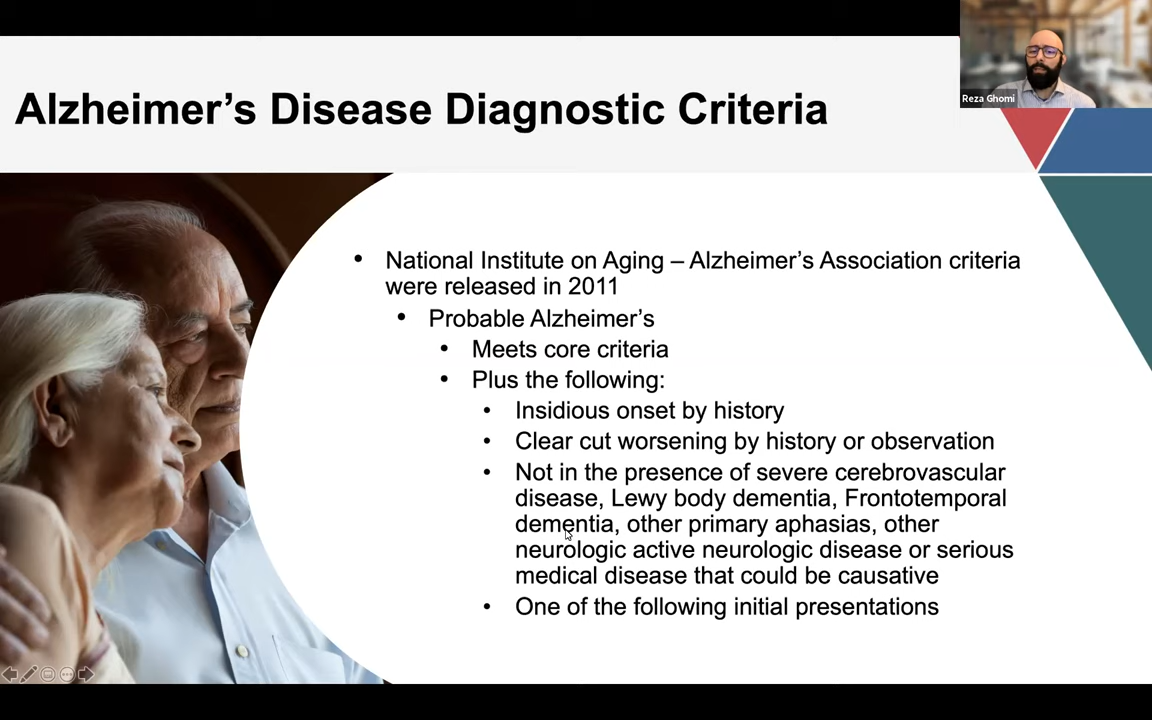 Alzheimer’s Disease Diagnostic Criteria
Reza Ghomi
• National Institute on Aging – Alzheimer’s Association criteria
were released in 2011
• Probable Alzheimer’s
• Meets core criteria
• Plus the following:
• Insidious onset by history
• Clear cut worsening by history or observation
• Not in the presence of severe cerebrovascular
disease, Lewy body dementia, Frontotemporal
dementia, other primary aphasias, other
neurologic active neurologic disease or serious
medical disease that could be causative
• One of the following initial presentations